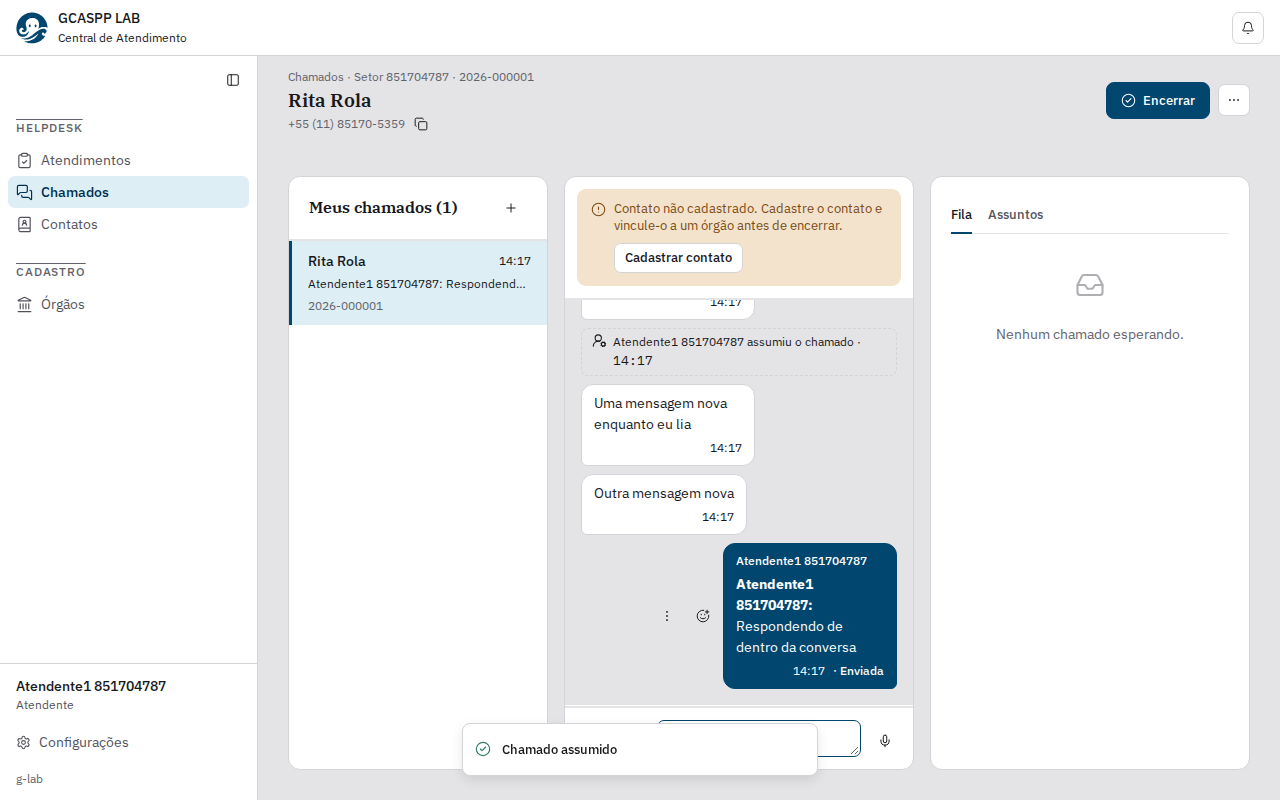 GCASPP LAB
Central de Atendimento
HELPDESK
Atendimentos
Chamados
Contatos
CADASTRO
Órgãos
Atendente1 851704787
Atendente
Configurações
g-lab
Chamados · Setor 851704787 · 2026-000001
Rita Rola
+55 (11) 85170-5359
Encerrar
Meus chamados (1)
Rita Rola 14:17
Atendente1 851704787: Respondend...
2026-000001
Contato não cadastrado. Cadastre o contato e
vincule-o a um órgão antes de encerrar.
Cadastrar contato
14:17
Atendente1 851704787 assumiu o chamado ·
14:17
Uma mensagem nova
enquanto eu lia
14:17
Outra mensagem nova
14:17
Atendente1 851704787
Atendente1
851704787:
Respondendo de
dentro da conversa
14:17 · Enviada
Chamado assumido
Fila Assuntos
Nenhum chamado esperando.